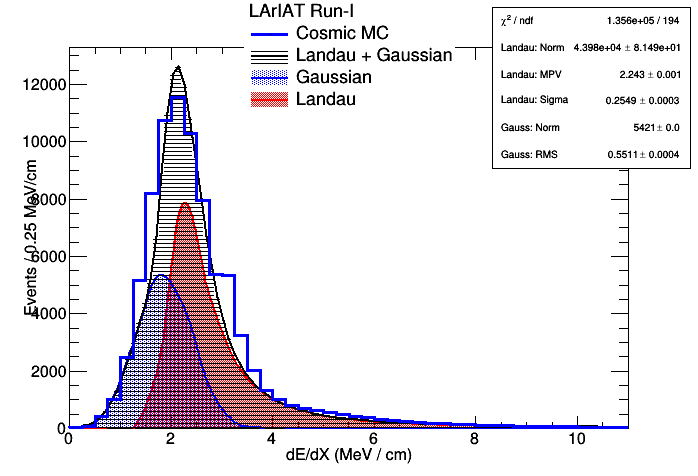 LArIAT Run-I
Cosmic MC
Landau + Gaussian
Gaussian
Landau
χ² / ndf 1.356e+05 / 194
Landau: Norm 4.398e+04 ± 8.149e+01
Landau: MPV 2.243 ± 0.001
Landau: Sigma 0.2549 ± 0.0003
Gauss: Norm 5421 ± 0.0
Gauss: RMS 0.5511 ± 0.0004
Events / 0.25 MeV/cm
12000
10000
8000
6000
4000
2000
0
0 2 4 6 8 10
dE/dX (MeV / cm)